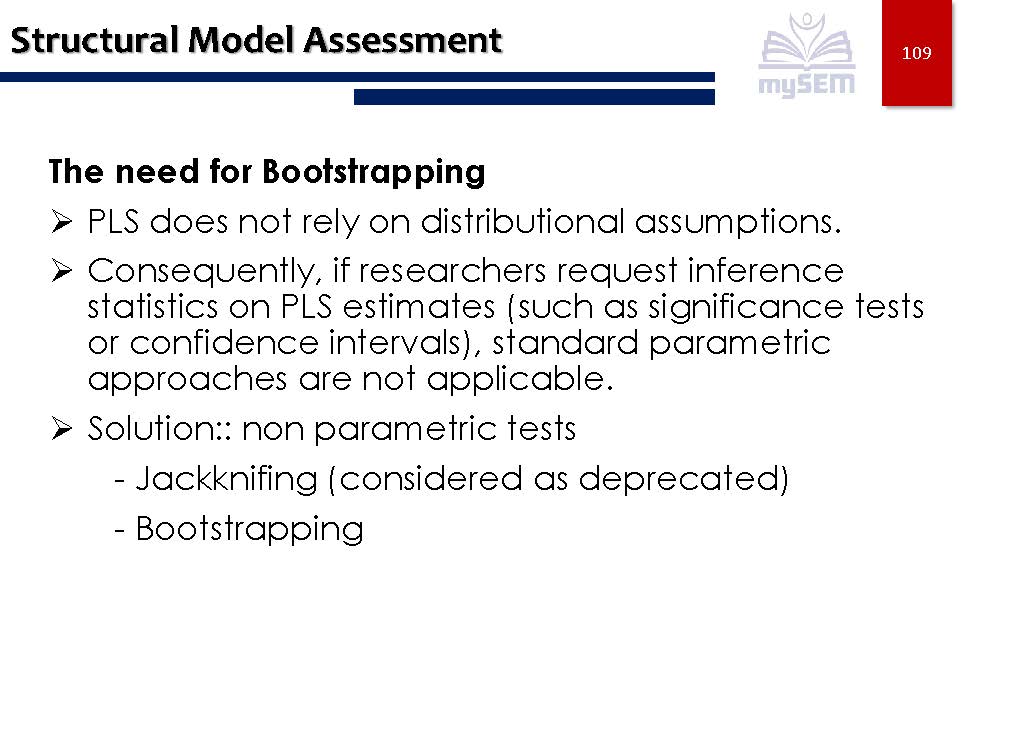 Structural Model Assessment
mySEM
109
The need for Bootstrapping
➢ PLS does not rely on distributional assumptions.
➢ Consequently, if researchers request inference
statistics on PLS estimates (such as significance tests
or confidence intervals), standard parametric
approaches are not applicable.
➢ Solution:: non parametric tests
- Jackknifing (considered as deprecated)
- Bootstrapping